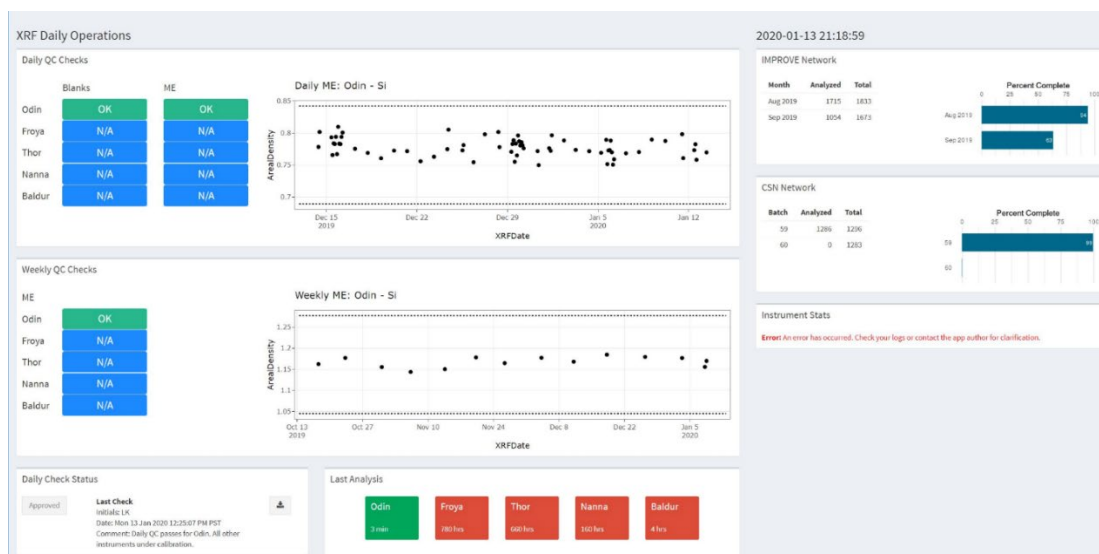 XRF Daily Operations
2020-01-13 21:18:59
Daily QC Checks
Blanks ME
Odin OK OK
Froya N/A N/A
Thor N/A N/A
Nanna N/A N/A
Baldur N/A N/A
Daily ME: Odin - Si
ArealDensity
0.85
0.8
0.75
0.7
Dec 15 Dec 22 Dec 29 Jan 5 Jan 12
2019 2020
XRFDate
Weekly QC Checks
ME
Odin OK
Froya N/A
Thor N/A
Nanna N/A
Baldur N/A
Weekly ME: Odin - Si
ArealDensity
1.25
1.2
1.15
1.1
1.05
Oct 13 Oct 27 Nov 10 Nov 24 Dec 8 Dec 22 Jan 5
2019 2020
XRFDate
Daily Check Status
Approved
Last Check
Initials: LK
Date: Mon 13 Jan 2020 12:25:07 PM PST
Comment: Daily QC passes for Odin. All other
instruments under calibration.
Last Analysis
Odin Froya Thor Nanna Baldur
3 min 780 hrs 660 hrs 160 hrs 4 hrs
IMPROVE Network
Month Analyzed Total
Aug 2019 1715 1833
Sep 2019 1054 1673
Percent Complete
0 25 50 75 100
Aug 2019 94
Sep 2019 63
CSN Network
Batch Analyzed Total
59 1286 1296
60 0 1283
Percent Complete
0 25 50 75 100
59 99
60
Instrument Stats
Error: An error has occurred. Check your logs or contact the app author for clarification.